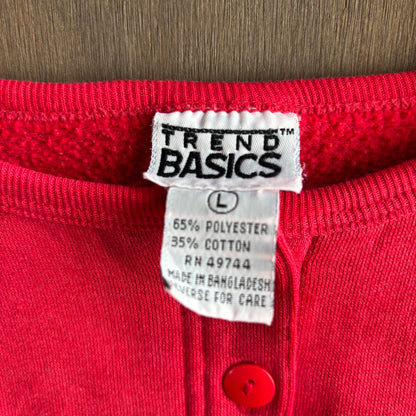 TREND™
BASICS
L
65% POLYESTER
35% COTTON
RN 49744
MADE IN BANGLADESH
VERSE FOR CARE